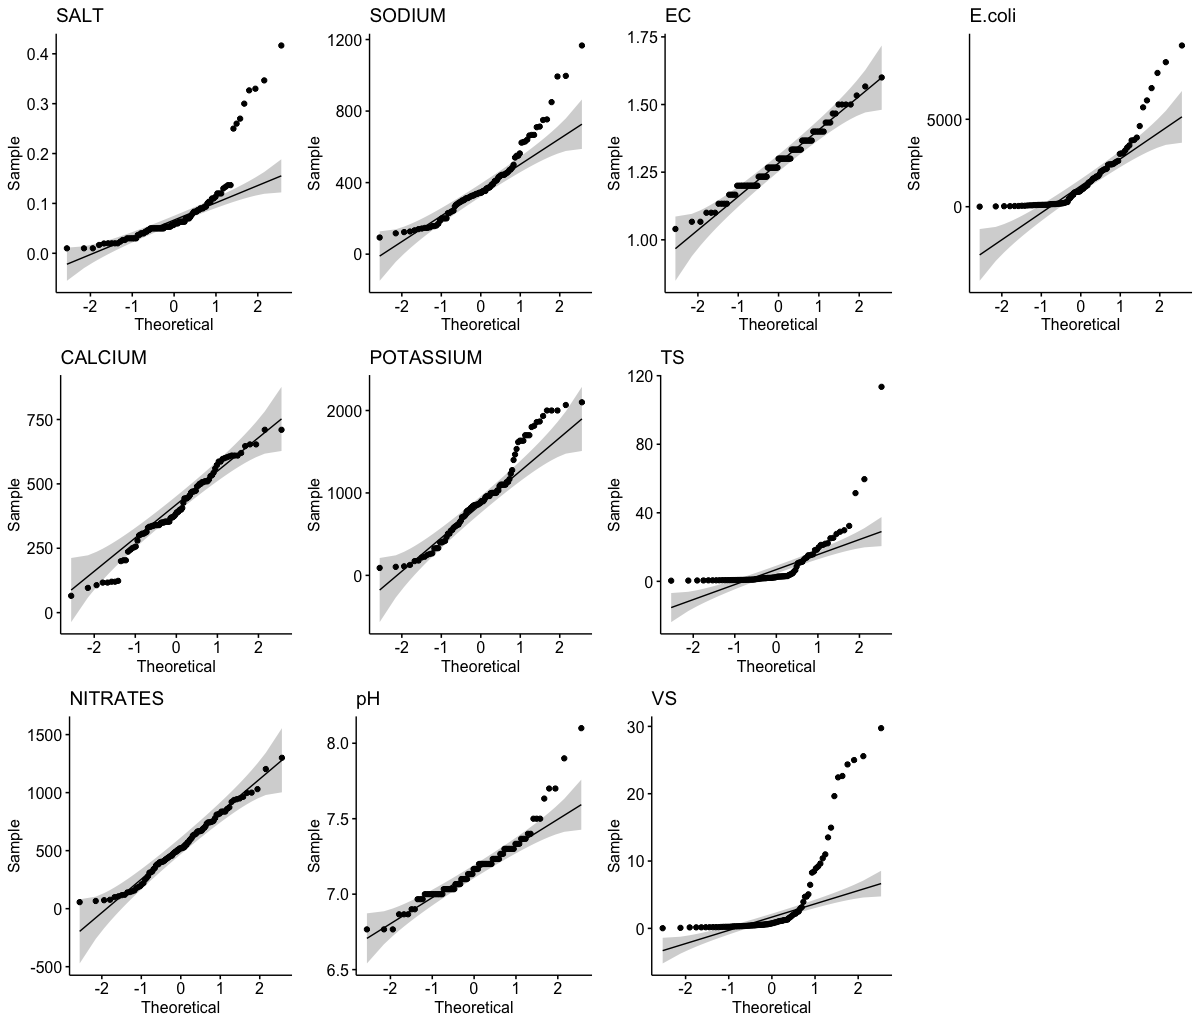 SALT
0.4
0.3
0.2
0.1
0.0
Sample
-2 -1 0 1 2
Theoretical
SODIUM
1200
800
400
0
Sample
-2 -1 0 1 2
Theoretical
EC
1.75
1.50
1.25
1.00
Sample
-2 -1 0 1 2
Theoretical
E.coli
5000
0
Sample
-2 -1 0 1 2
Theoretical
CALCIUM
750
500
250
0
Sample
-2 -1 0 1 2
Theoretical
POTASSIUM
2000
1000
0
Sample
-2 -1 0 1 2
Theoretical
TS
120
80
40
0
Sample
-2 -1 0 1 2
Theoretical
NITRATES
1500
1000
500
0
-500
Sample
-2 -1 0 1 2
Theoretical
pH
8.0
7.5
7.0
6.5
Sample
-2 -1 0 1 2
Theoretical
VS
30
20
10
0
Sample
-2 -1 0 1 2
Theoretical